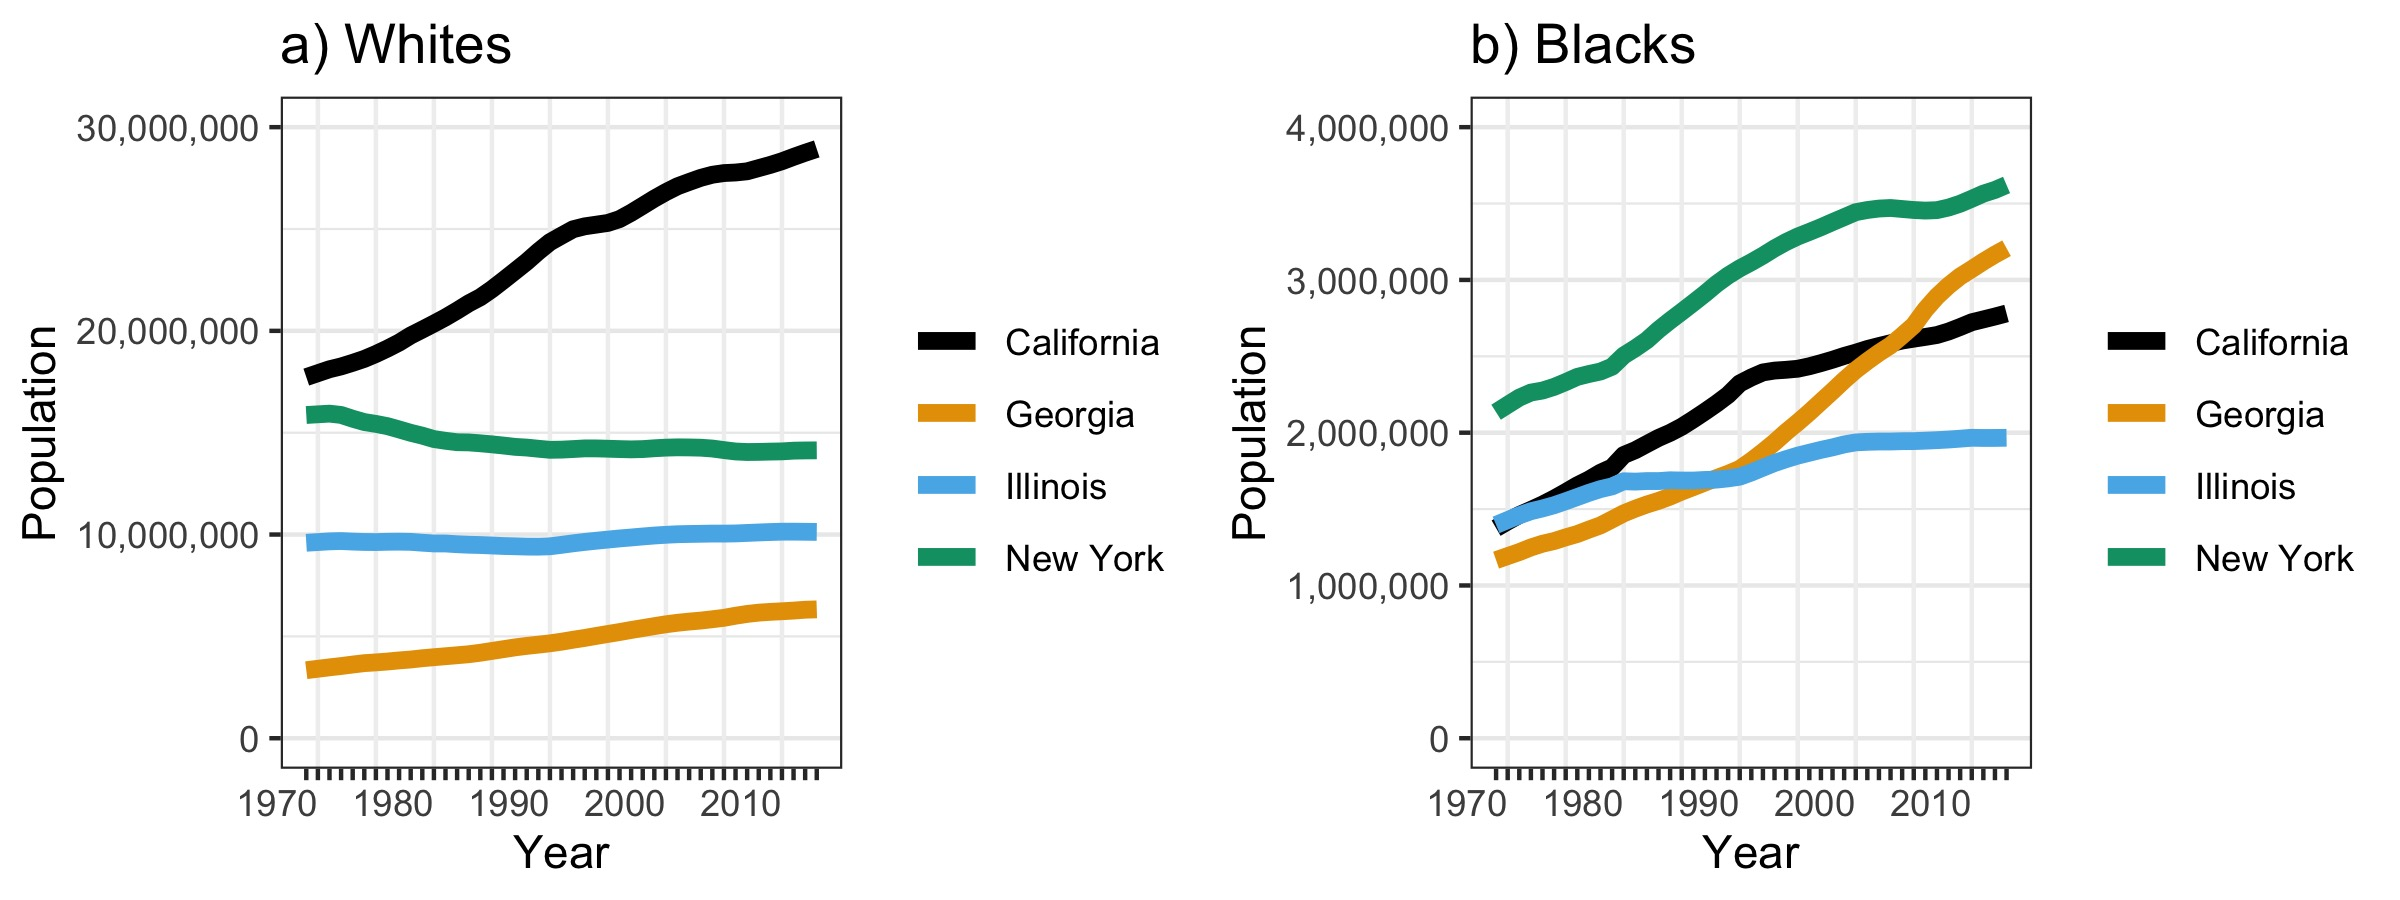 a) Whites
30,000,000
20,000,000
10,000,000
0
Population
1970 1980 1990 2000 2010
Year
California
Georgia
Illinois
New York
b) Blacks
4,000,000
3,000,000
2,000,000
1,000,000
0
Population
1970 1980 1990 2000 2010
Year
California
Georgia
Illinois
New York